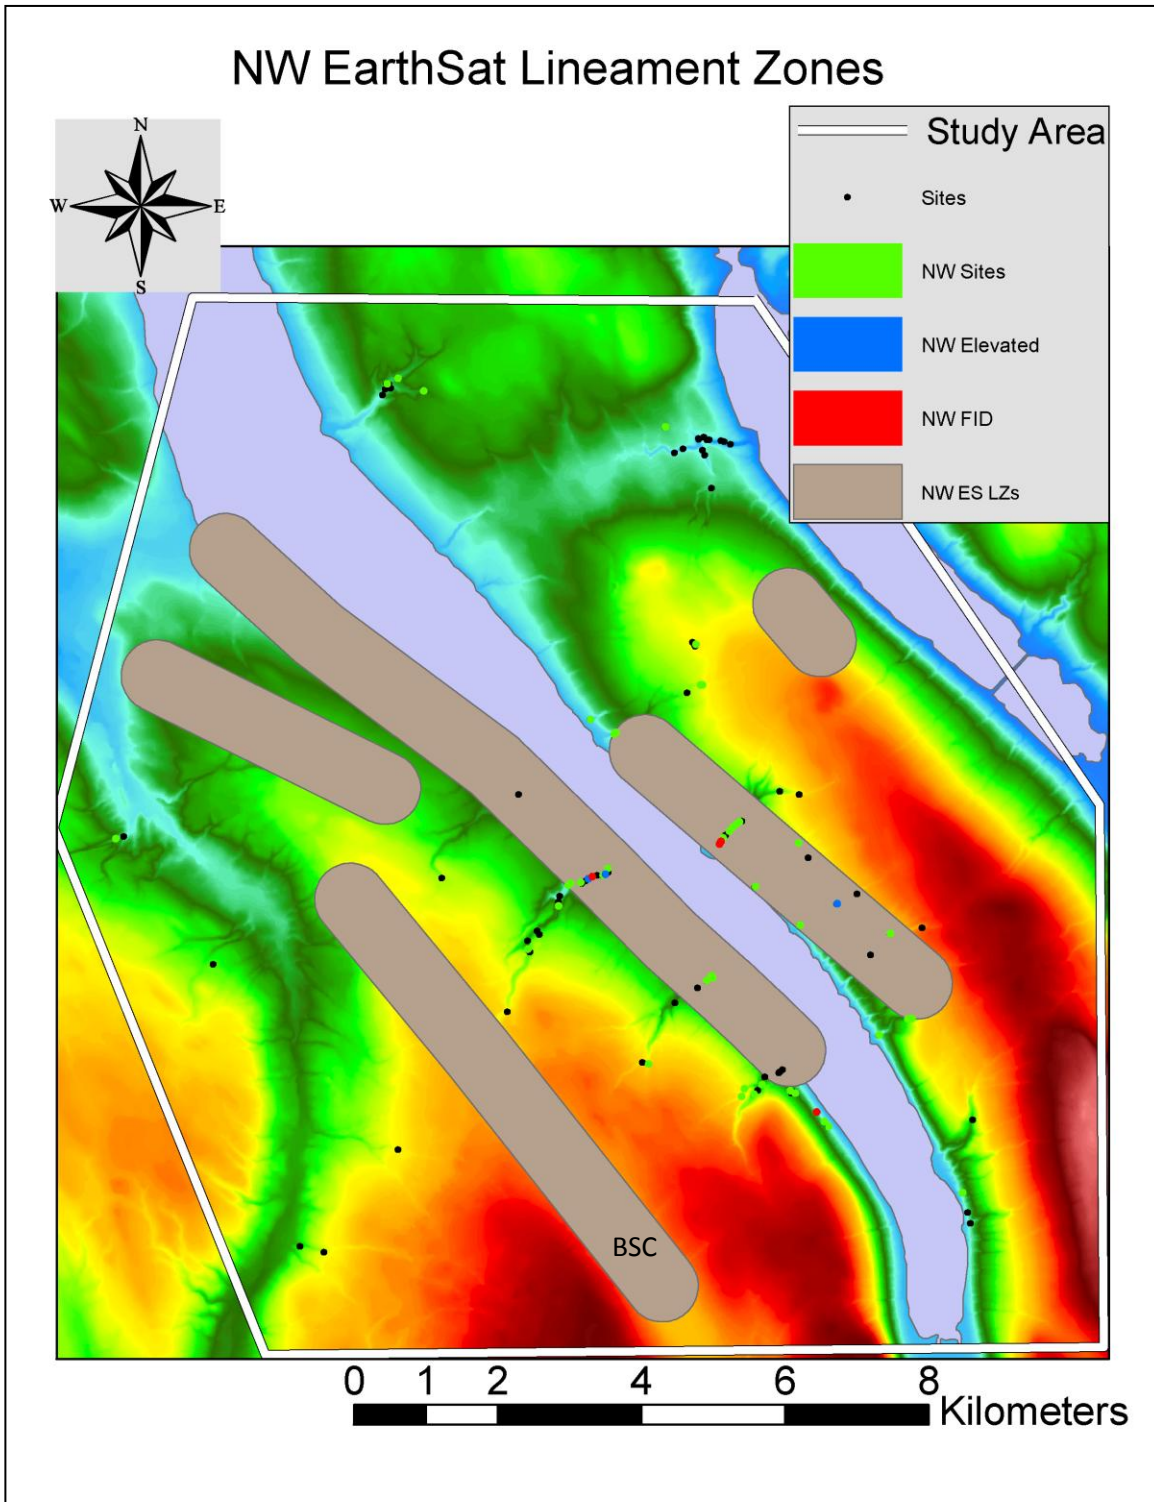 NW EarthSat Lineament Zones
N
W E
S
Study Area
Sites
NW Sites
NW Elevated
NW FID
NW ES LZs
BSC
0 1 2 4 6 8
Kilometers